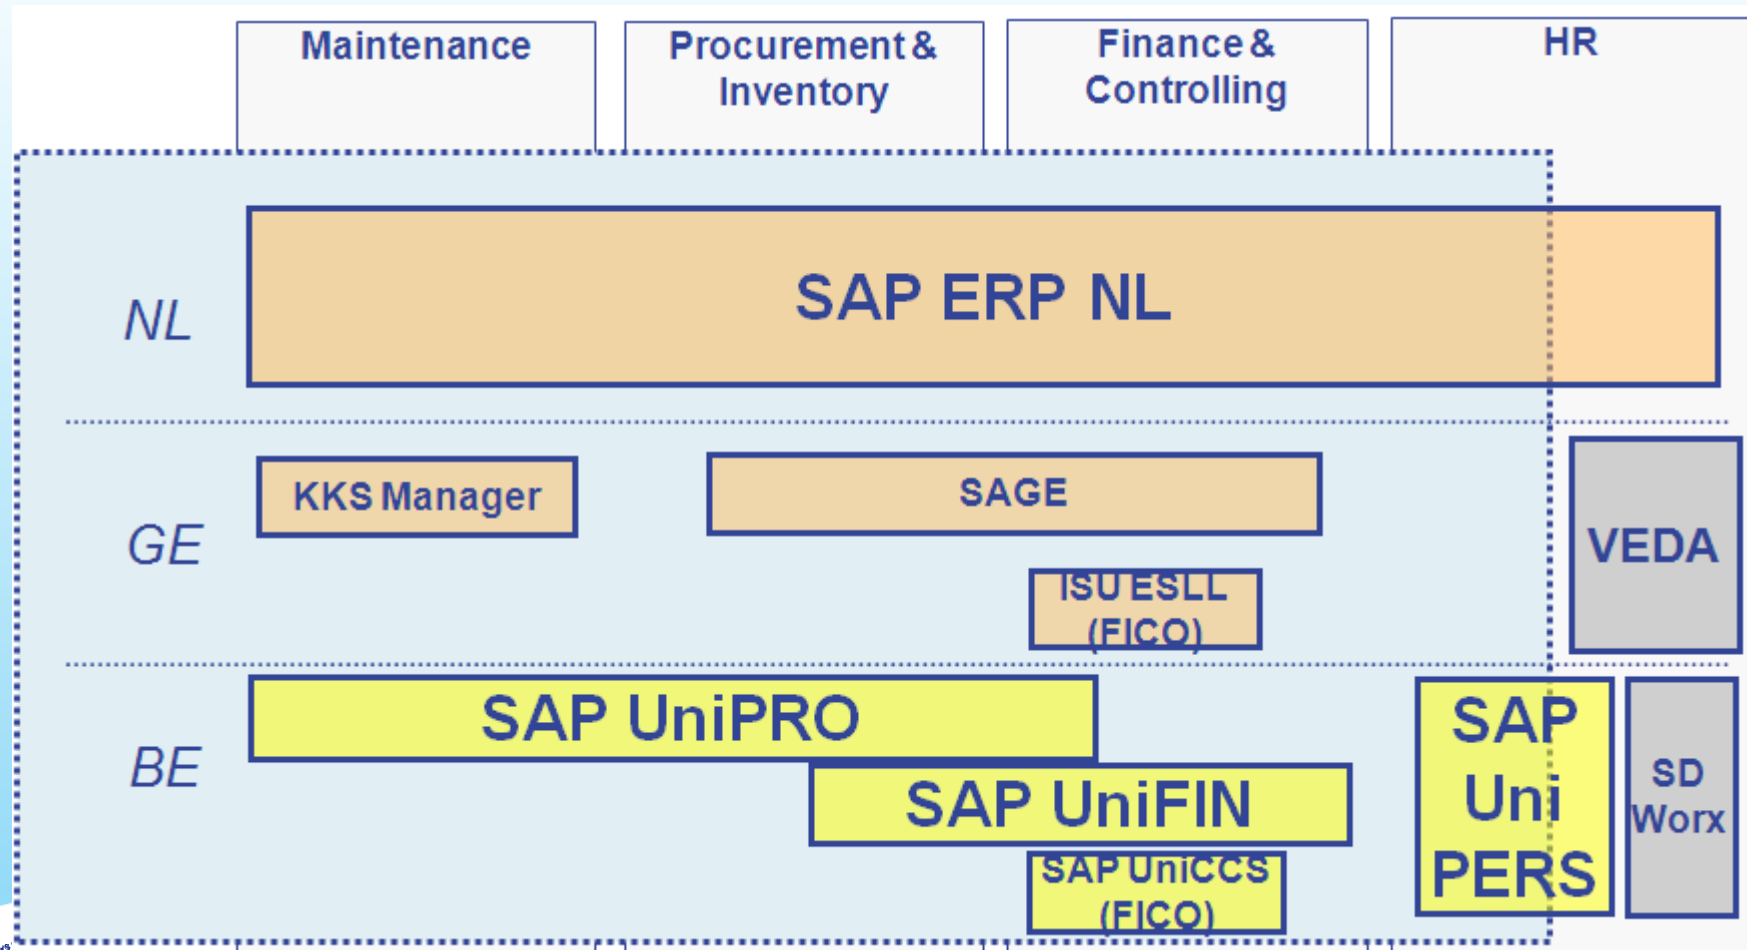 Maintenance
Procurement &
Inventory
Finance &
Controlling
HR
NL
SAP ERP NL
GE
KKS Manager
SAGE
ISU ESLL
(FICO)
VEDA
BE
SAP UniPRO
SAP UniFIN
SAP UniCCS
(FICO)
SAP
Uni
PERS
SD
Worx